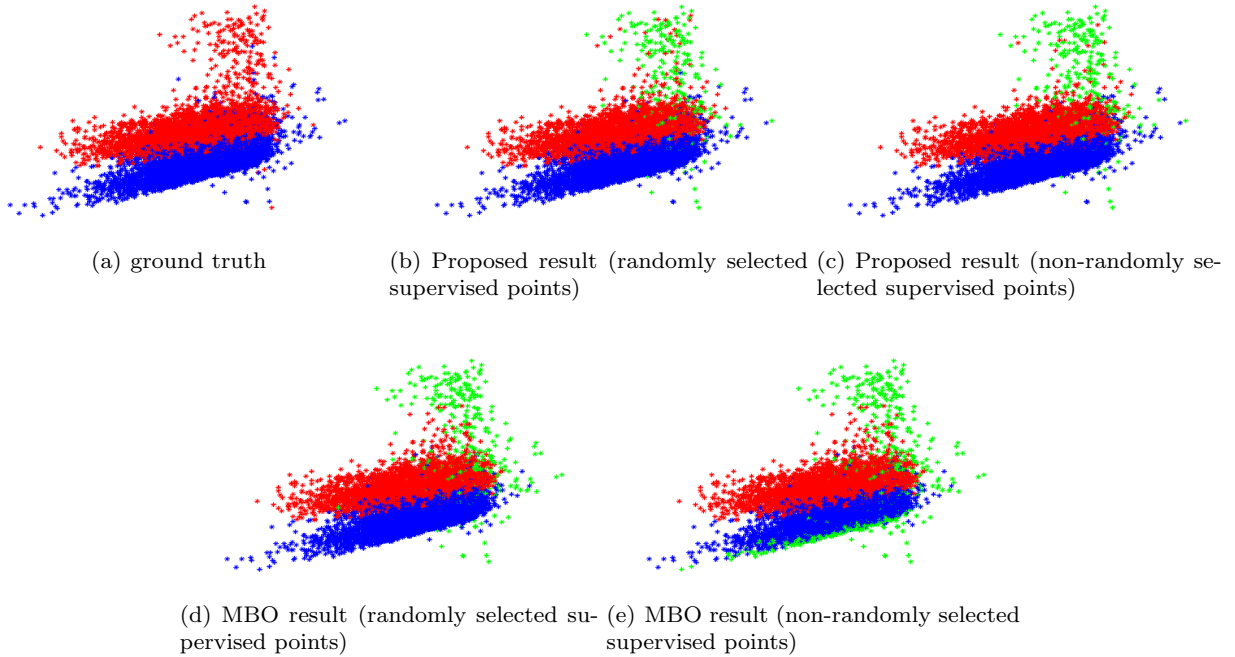 (a) ground truth
(b) Proposed result (randomly selected
supervised points)
(c) Proposed result (non-randomly se-
lected supervised points)
(d) MBO result (randomly selected su-
pervised points)
(e) MBO result (non-randomly selected
supervised points)